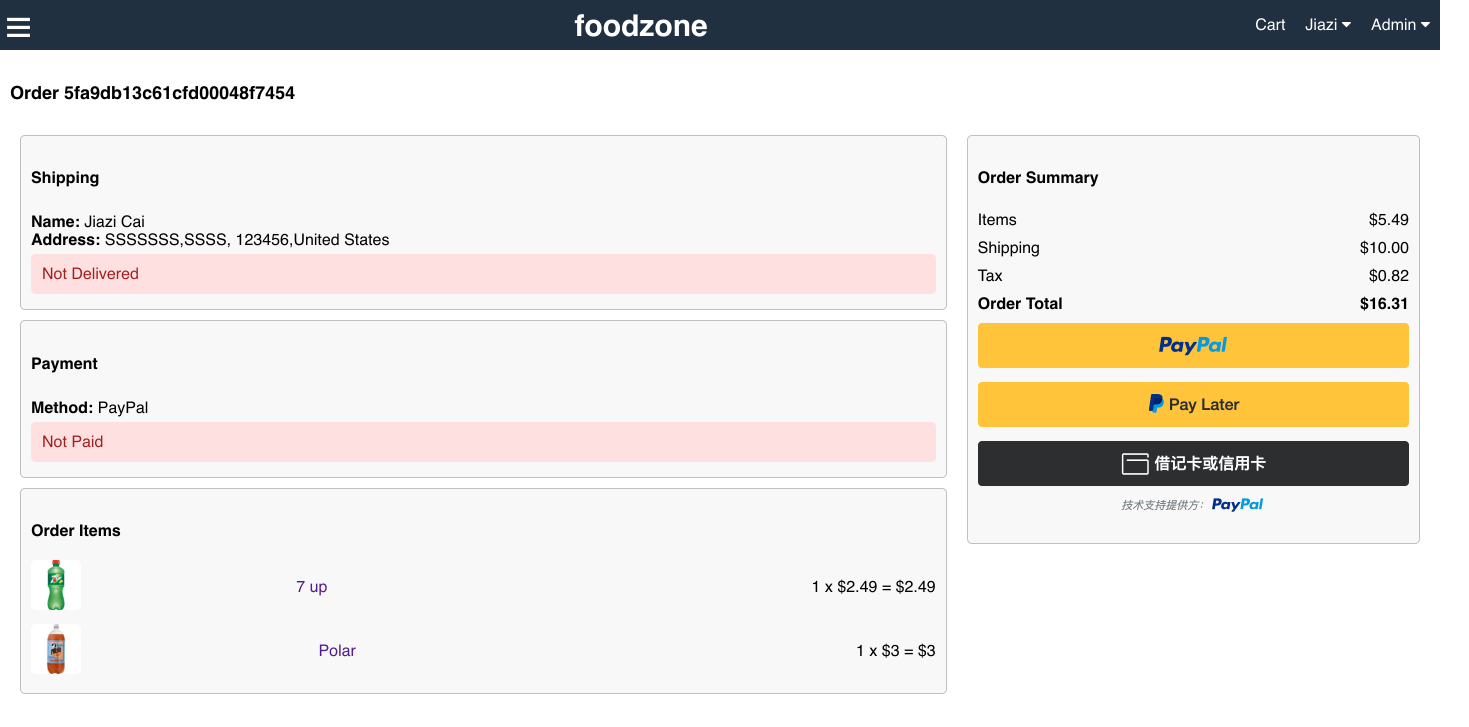 foodzone
Cart Jiazi Admin
Order 5fa9db13c61cfd00048f7454
Shipping
Name: Jiazi Cai
Address: SSSSSSS,SSSS, 123456,United States
Not Delivered
Payment
Method: PayPal
Not Paid
Order Items
7 up 1 x $2.49 = $2.49
Polar 1 x $3 = $3
Order Summary
Items $5.49
Shipping $10.00
Tax $0.82
Order Total $16.31
PayPal
Pay Later
借记卡或信用卡
技术支持提供方： PayPal